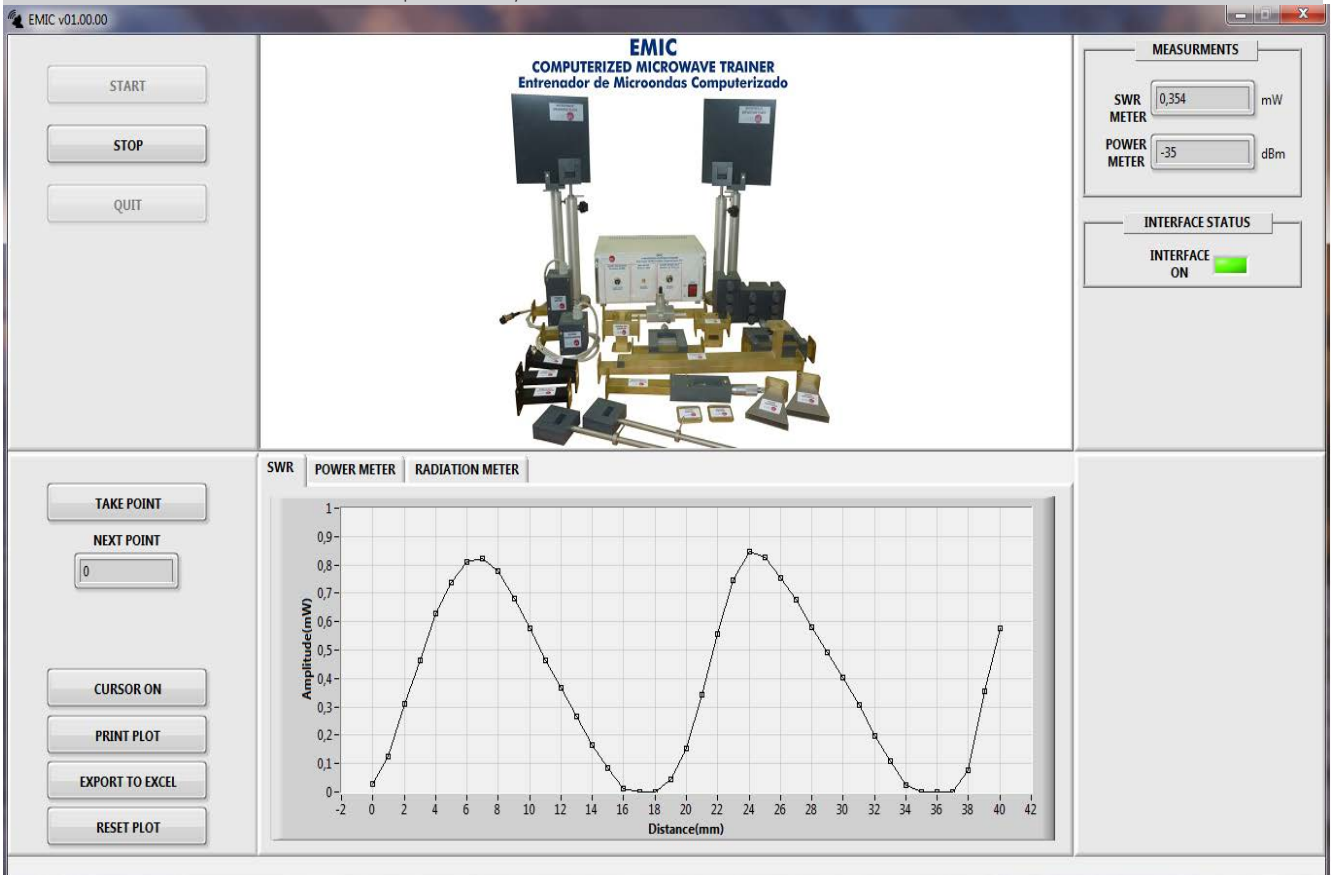 EMIC v01.00.00
START
STOP
QUIT
EMIC
COMPUTERIZED MICROWAVE TRAINER
Entrenador de Microondas Computerizado
MEASURMENTS
SWR METER
0,354
mW
POWER METER
-35
dBm
INTERFACE STATUS
INTERFACE ON
TAKE POINT
NEXT POINT
0
CURSOR ON
PRINT PLOT
EXPORT TO EXCEL
RESET PLOT
SWR POWER METER RADIATION METER
Amplitude(mW)
1
0,9
0,8
0,7
0,6
0,5
0,4
0,3
0,2
0,1
0
-2 0 2 4 6 8 10 12 14 16 18 20 22 24 26 28 30 32 34 36 38 40 42
Distance(mm)